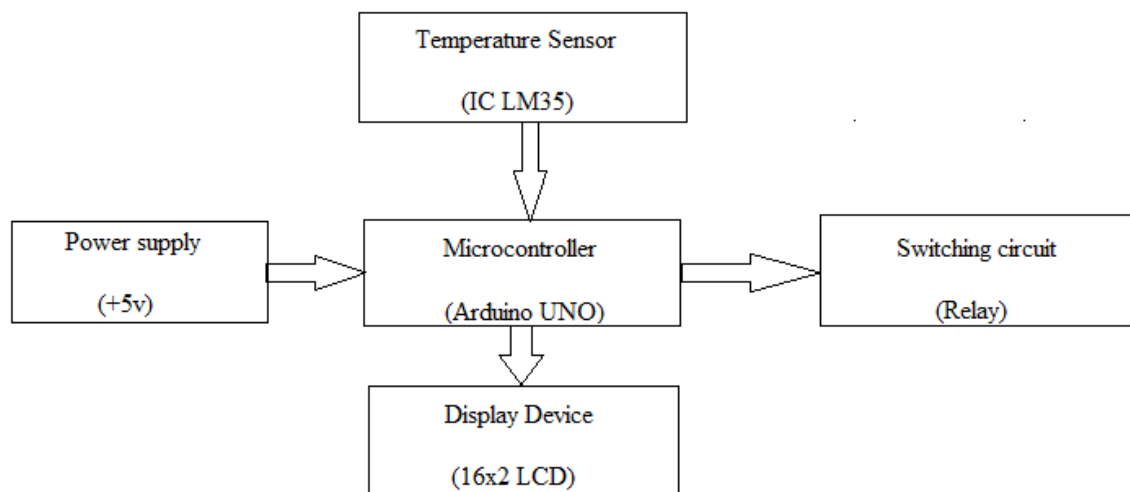 Temperature Sensor
(IC LM35)
Power supply
(+5v)
Microcontroller
(Arduino UNO)
Switching circuit
(Relay)
Display Device
(16x2 LCD)